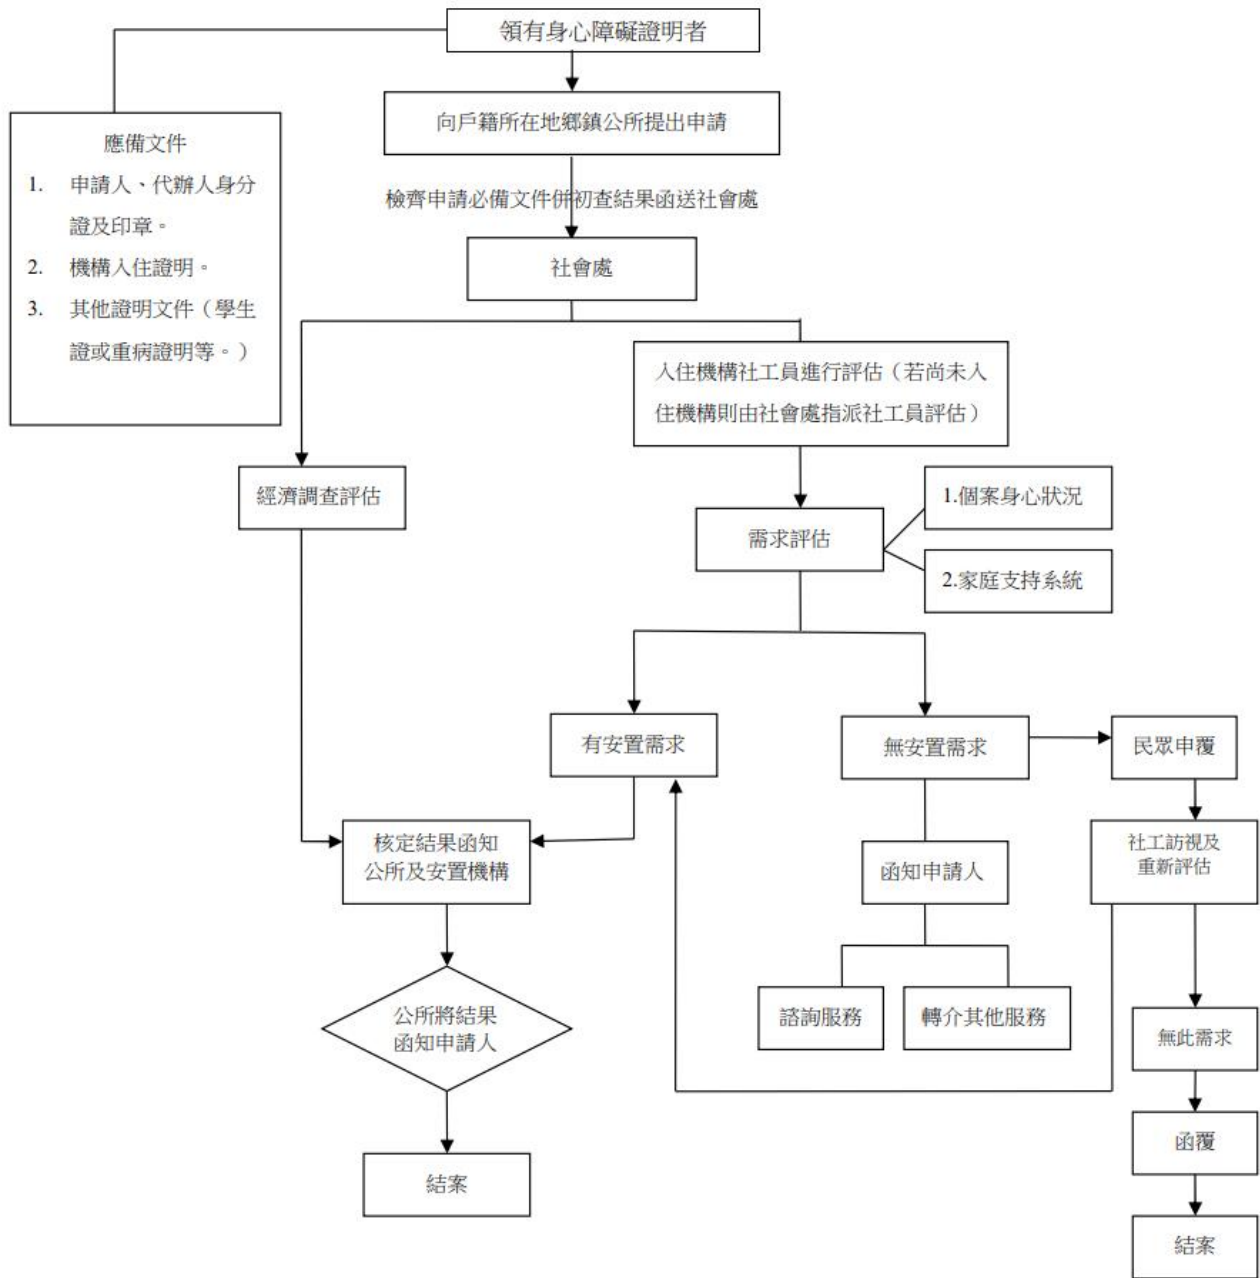 領有身心障礙證明者
向戶籍所在地鄉鎮公所提出申請
應備文件
1. 申請人、代辦人身分
證及印章。
2. 機構入住證明。
3. 其他證明文件(學生
證或重病證明等。)
檢齊申請必備文件併初查結果函送社會處
社會處
入住機構社工員進行評估(若尚未入
住機構則由社會處指派社工員評估)
經濟調查評估
需求評估
1.個案身心狀況
2.家庭支持系統
有安置需求
無安置需求
民眾申覆
核定結果函知
公所及安置機構
函知申請人
社工訪視及
重新評估
公所將結果
函知申請人
諮詢服務
轉介其他服務
無此需求
函覆
結案
結案